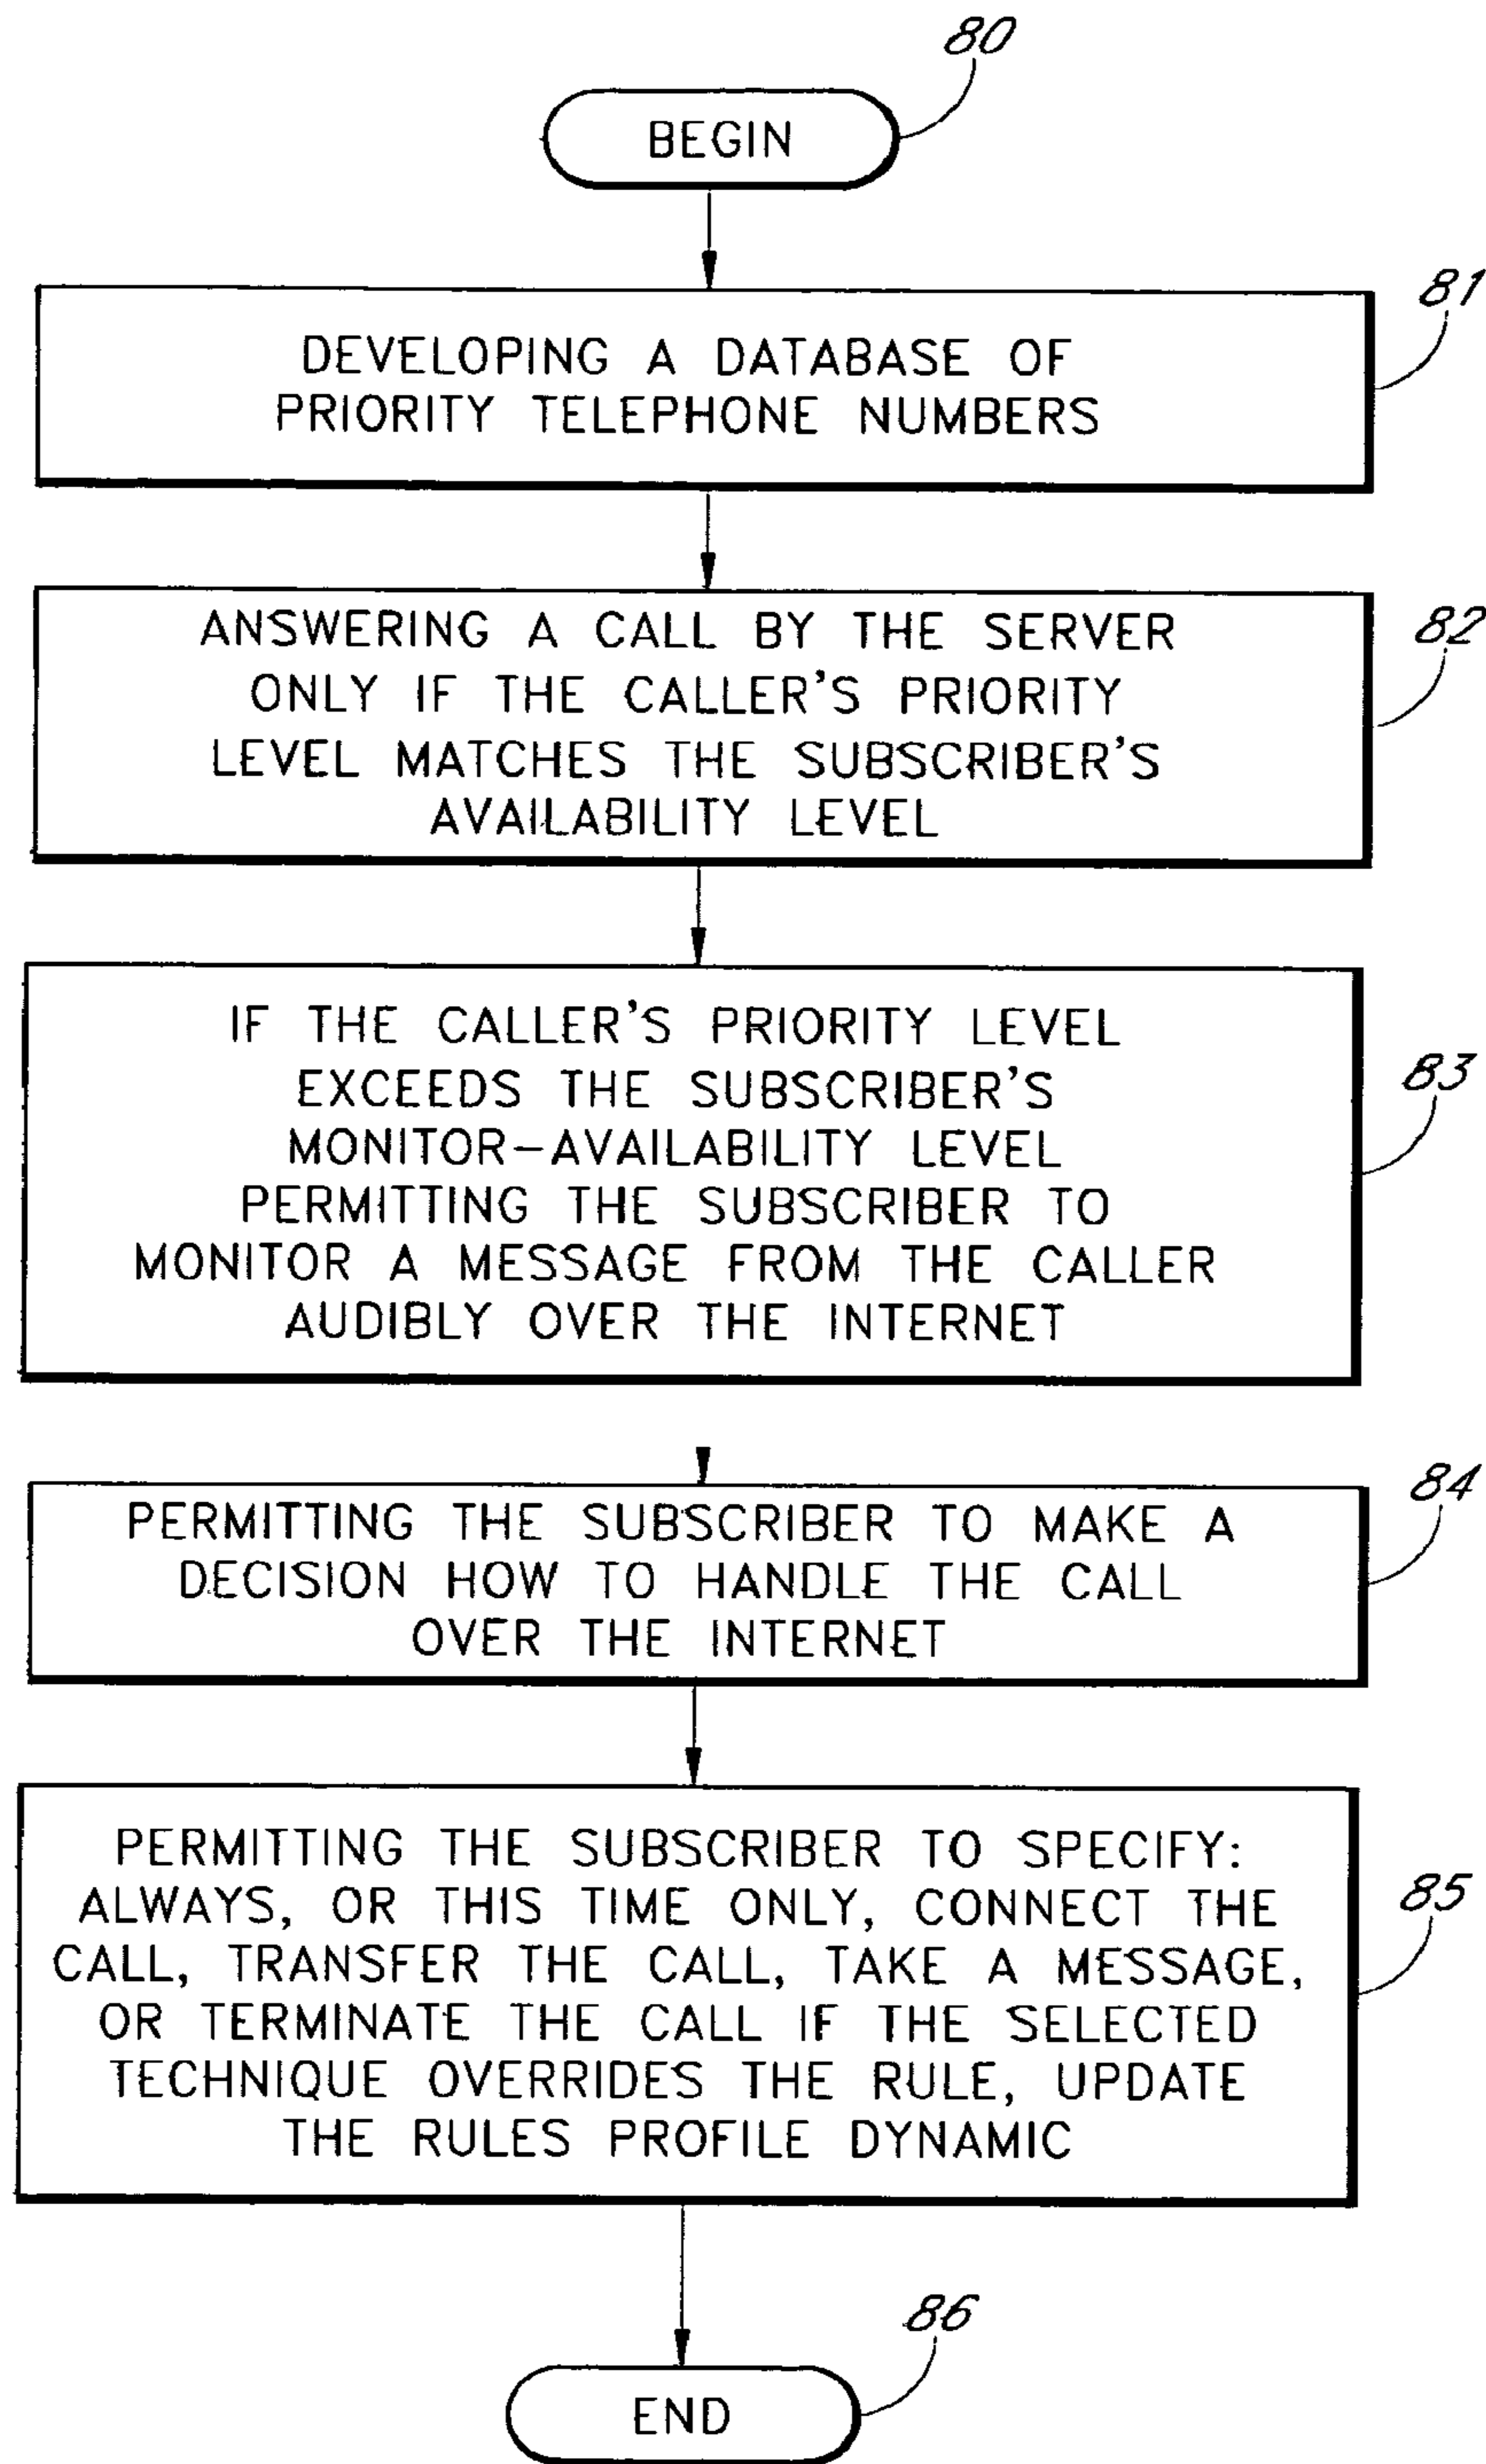 80
BEGIN
81
DEVELOPING A DATABASE OF
PRIORITY TELEPHONE NUMBERS
82
ANSWERING A CALL BY THE SERVER
ONLY IF THE CALLER'S PRIORITY
LEVEL MATCHES THE SUBSCRIBER'S
AVAILABILITY LEVEL
83
IF THE CALLER'S PRIORITY LEVEL
EXCEEDS THE SUBSCRIBER'S
MONITOR-AVAILABILITY LEVEL
PERMITTING THE SUBSCRIBER TO
MONITOR A MESSAGE FROM THE CALLER
AUDIBLY OVER THE INTERNET
84
PERMITTING THE SUBSCRIBER TO MAKE A
DECISION HOW TO HANDLE THE CALL
OVER THE INTERNET
85
PERMITTING THE SUBSCRIBER TO SPECIFY:
ALWAYS, OR THIS TIME ONLY, CONNECT THE
CALL, TRANSFER THE CALL, TAKE A MESSAGE,
OR TERMINATE THE CALL IF THE SELECTED
TECHNIQUE OVERRIDES THE RULE, UPDATE
THE RULES PROFILE DYNAMIC
86
END